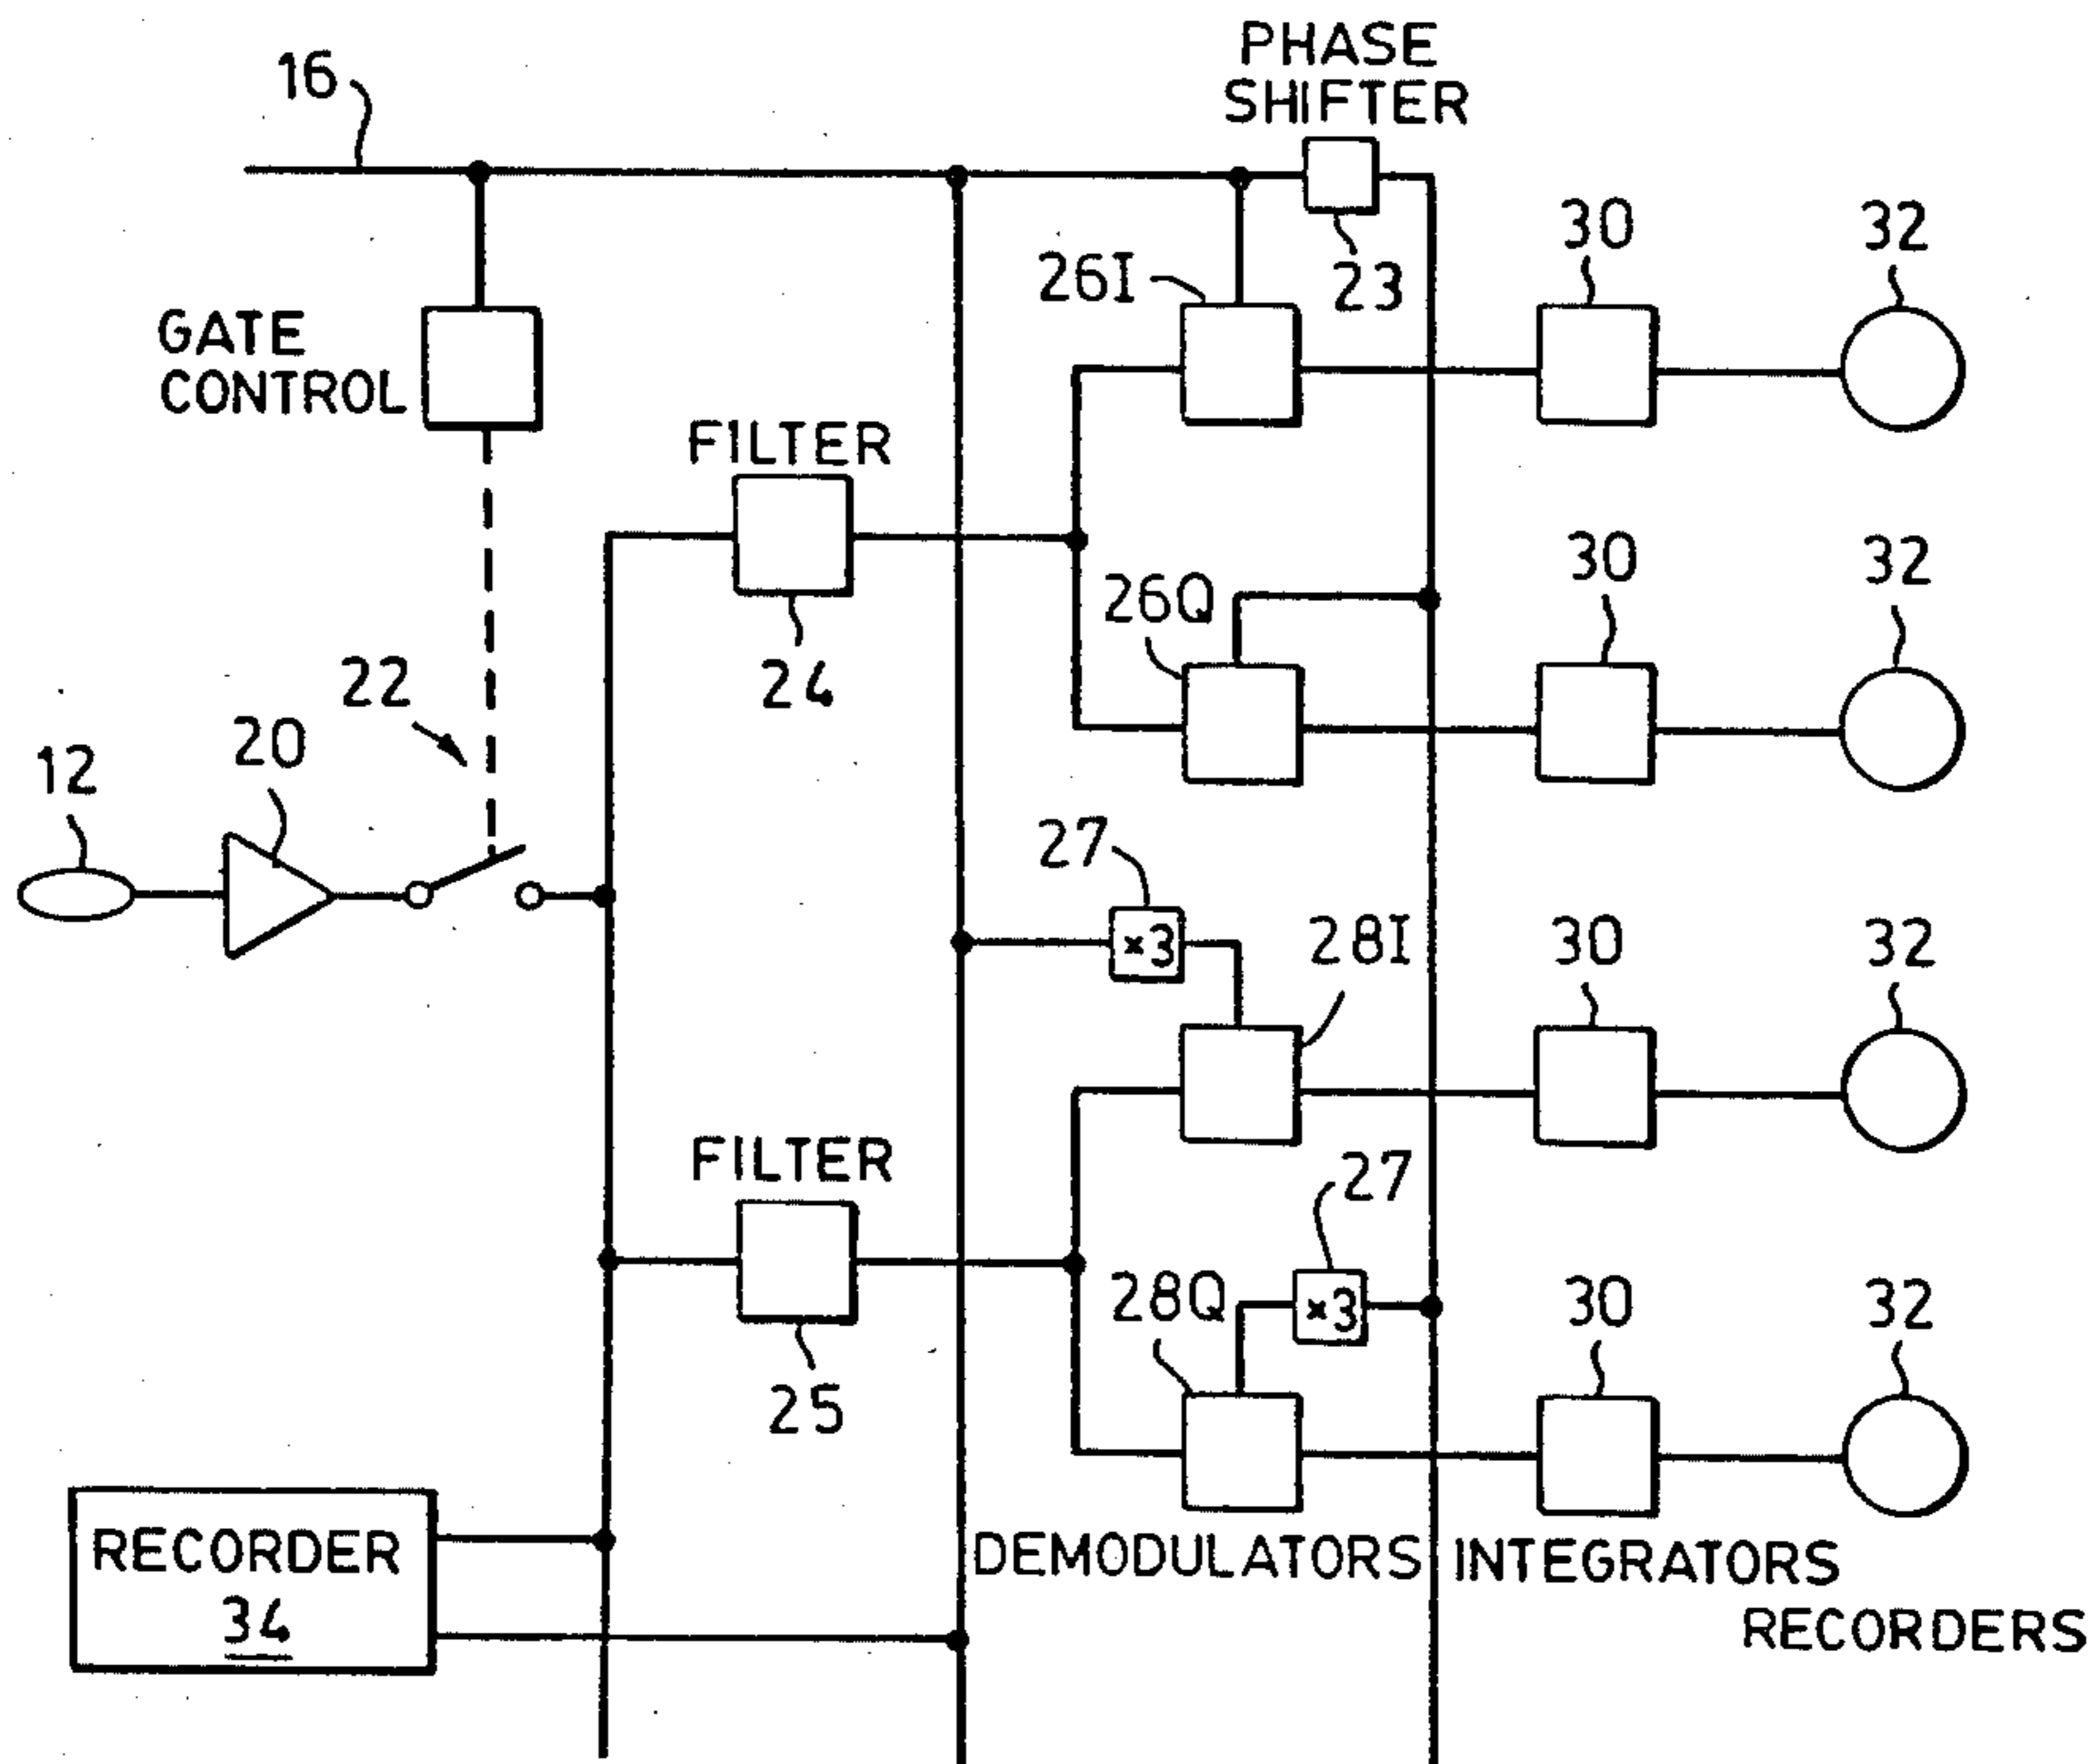 PHASE
SHIFTER
16
23
26I
30
32
GATE
CONTROL
FILTER
24
26Q
30
32
22
20
12
27
×3
28I
30
32
FILTER
25
27
×3
28Q
30
32
RECORDER
34
DEMODULATORS
INTEGRATORS
RECORDERS